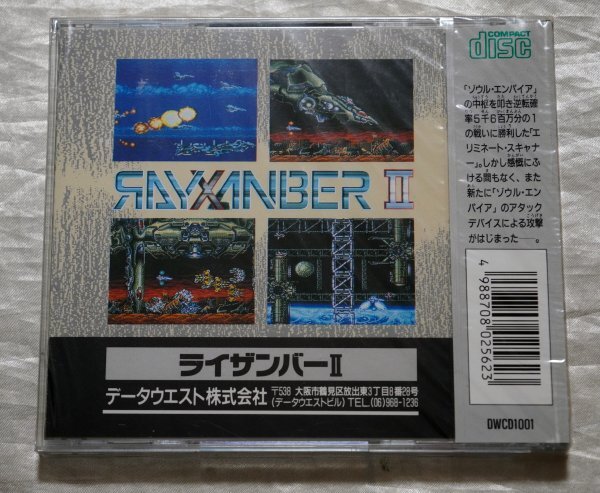 COMPACT
disc
「ゾウル・エンパイア」
の中枢を叩き逆転確
率5千6百万分の1
の戦いに勝利した「エ
リミネート・スキャナ
ー」。しかし感慨にふ
ける間もなく、また
新たに「ゾウル・エン
パイア」のアタック
デバイスによる攻撃
がはじまった――。
RAYXANBER II
ライザンバーII
データウエスト株式会社
〒538 大阪市鶴見区放出東3丁目8番28号
(データウエストビル) TEL.(06)968-1236
4 988708 025623
DWCD1001